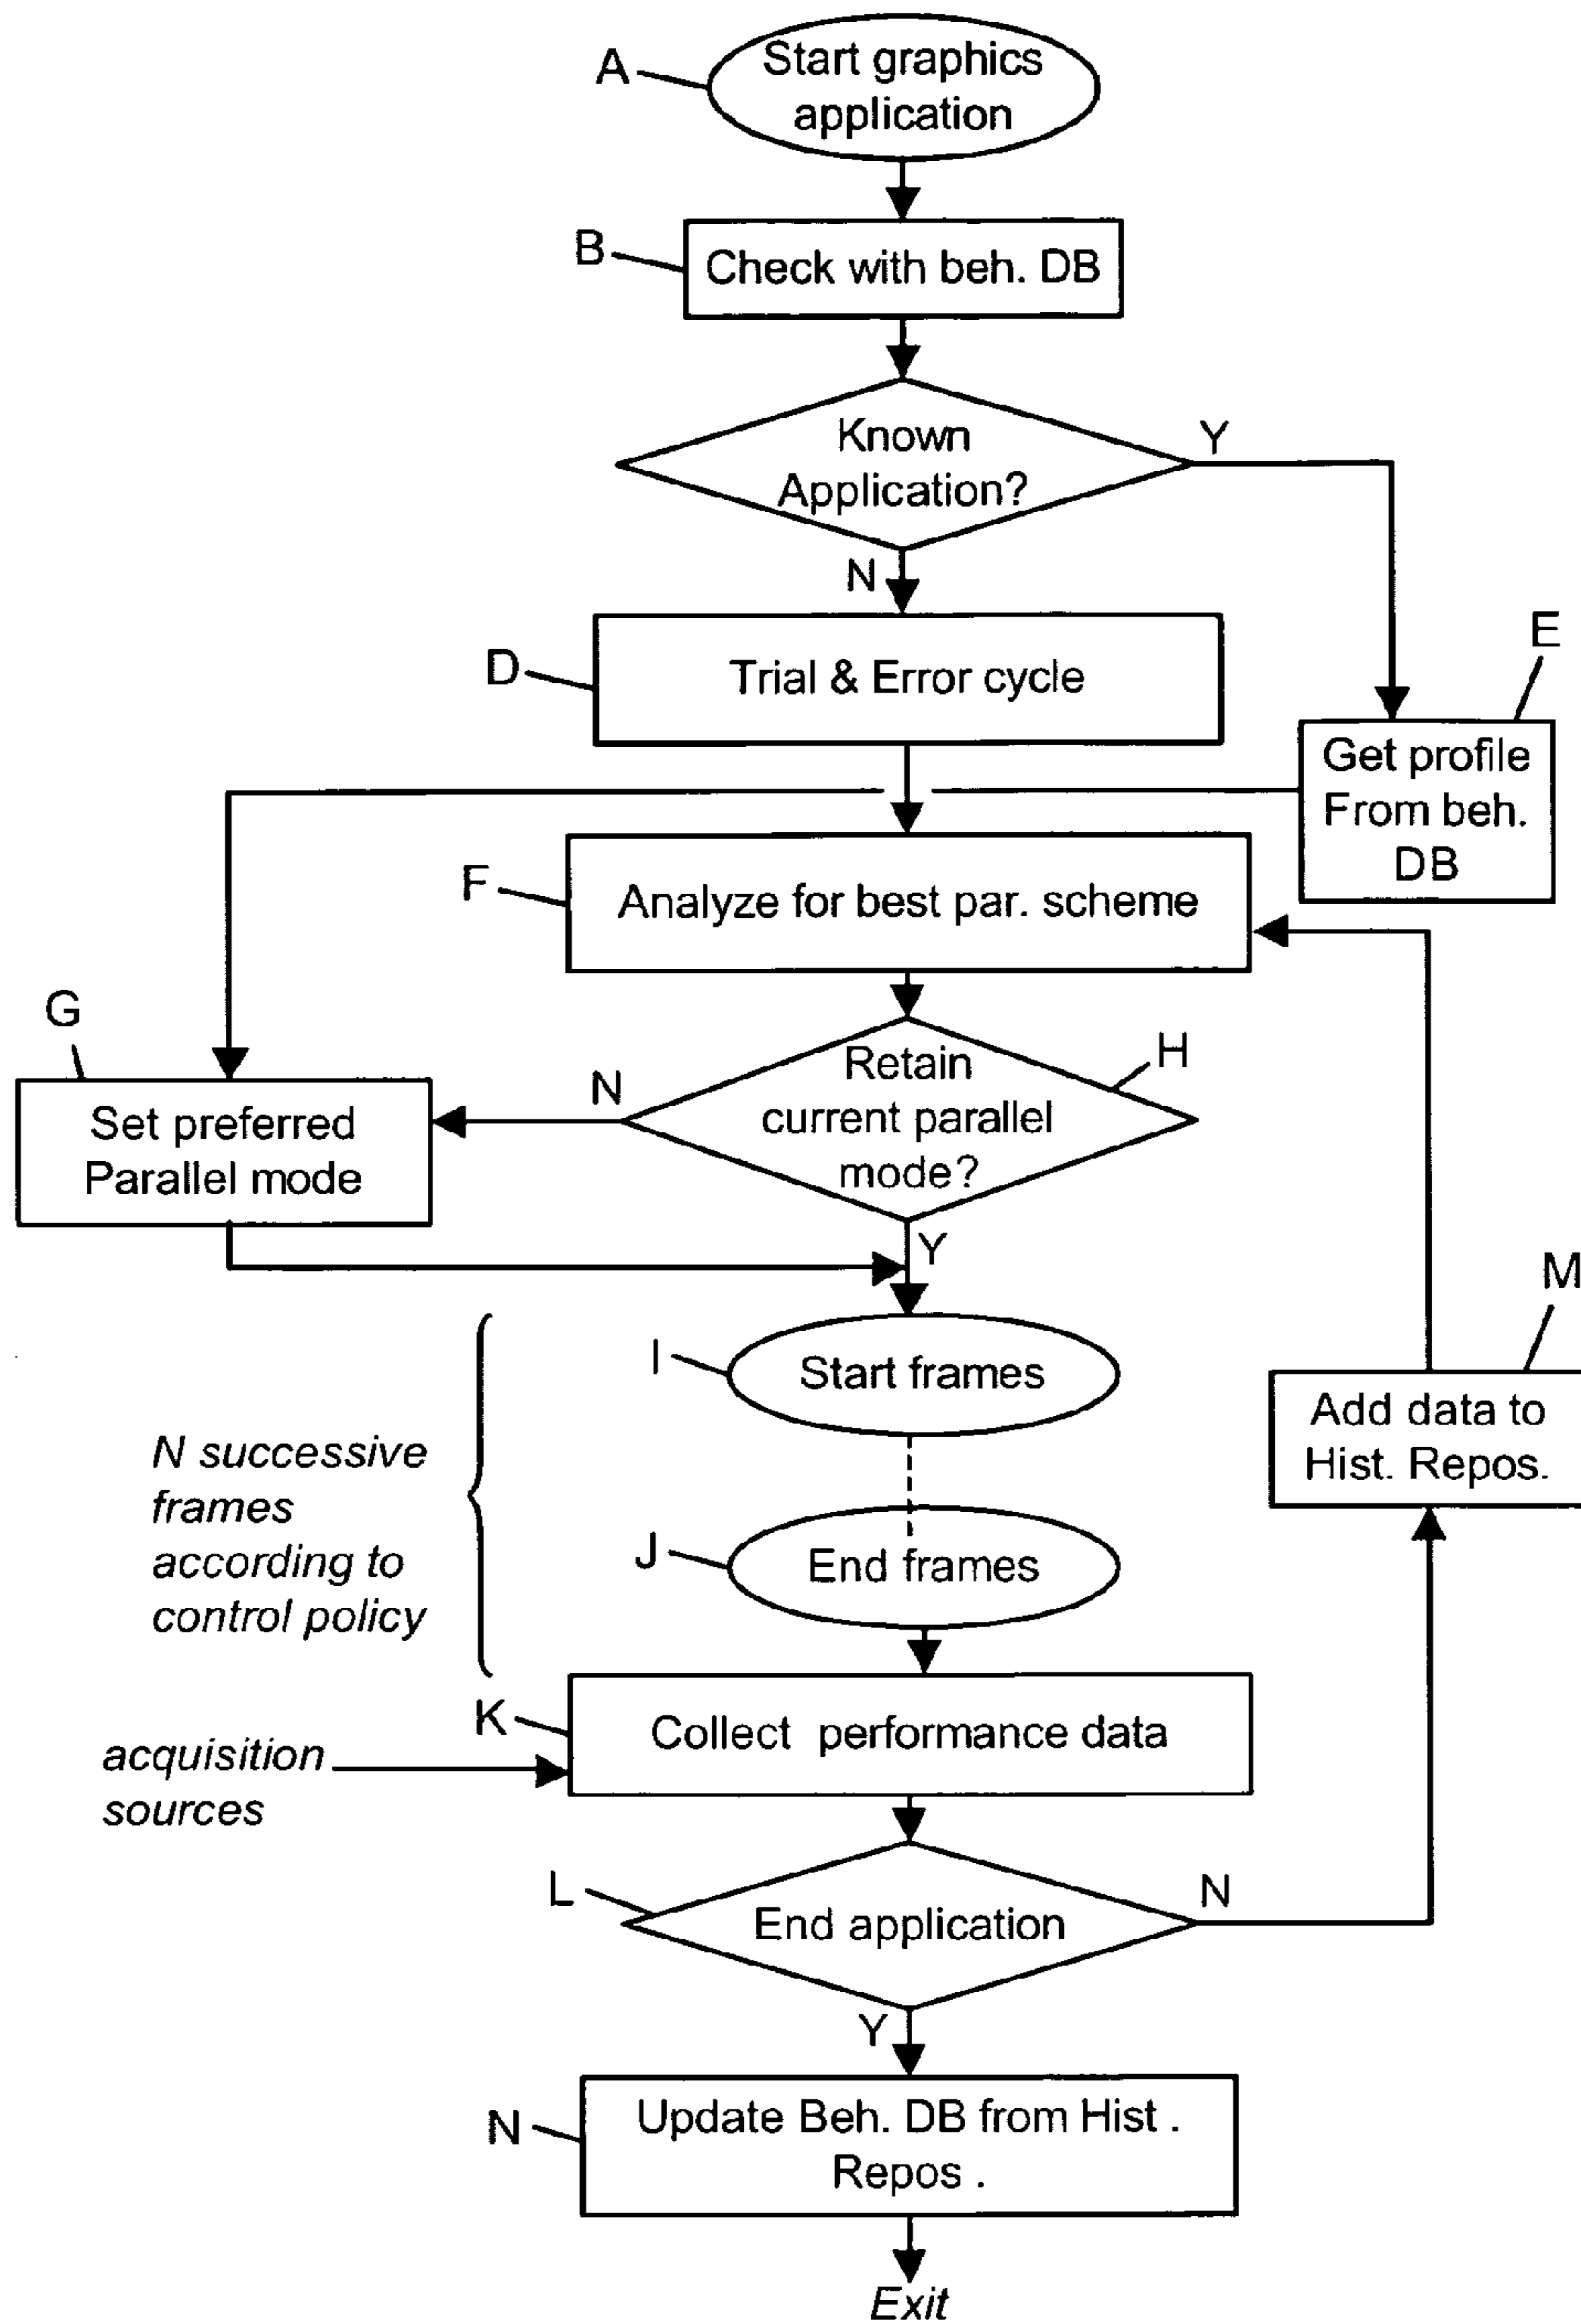 A
Start graphics
application
B
Check with beh. DB
Known
Application?
Y
N
D
Trial & Error cycle
E
Get profile
From beh.
DB
F
Analyze for best par. scheme
G
Set preferred
Parallel mode
N
Retain
current parallel
mode?
H
Y
I
Start frames
N successive
frames
according to
control policy
J
End frames
M
Add data to
Hist. Repos.
K
Collect performance data
acquisition
sources
L
End application
N
Y
N
Update Beh. DB from Hist .
Repos .
Exit